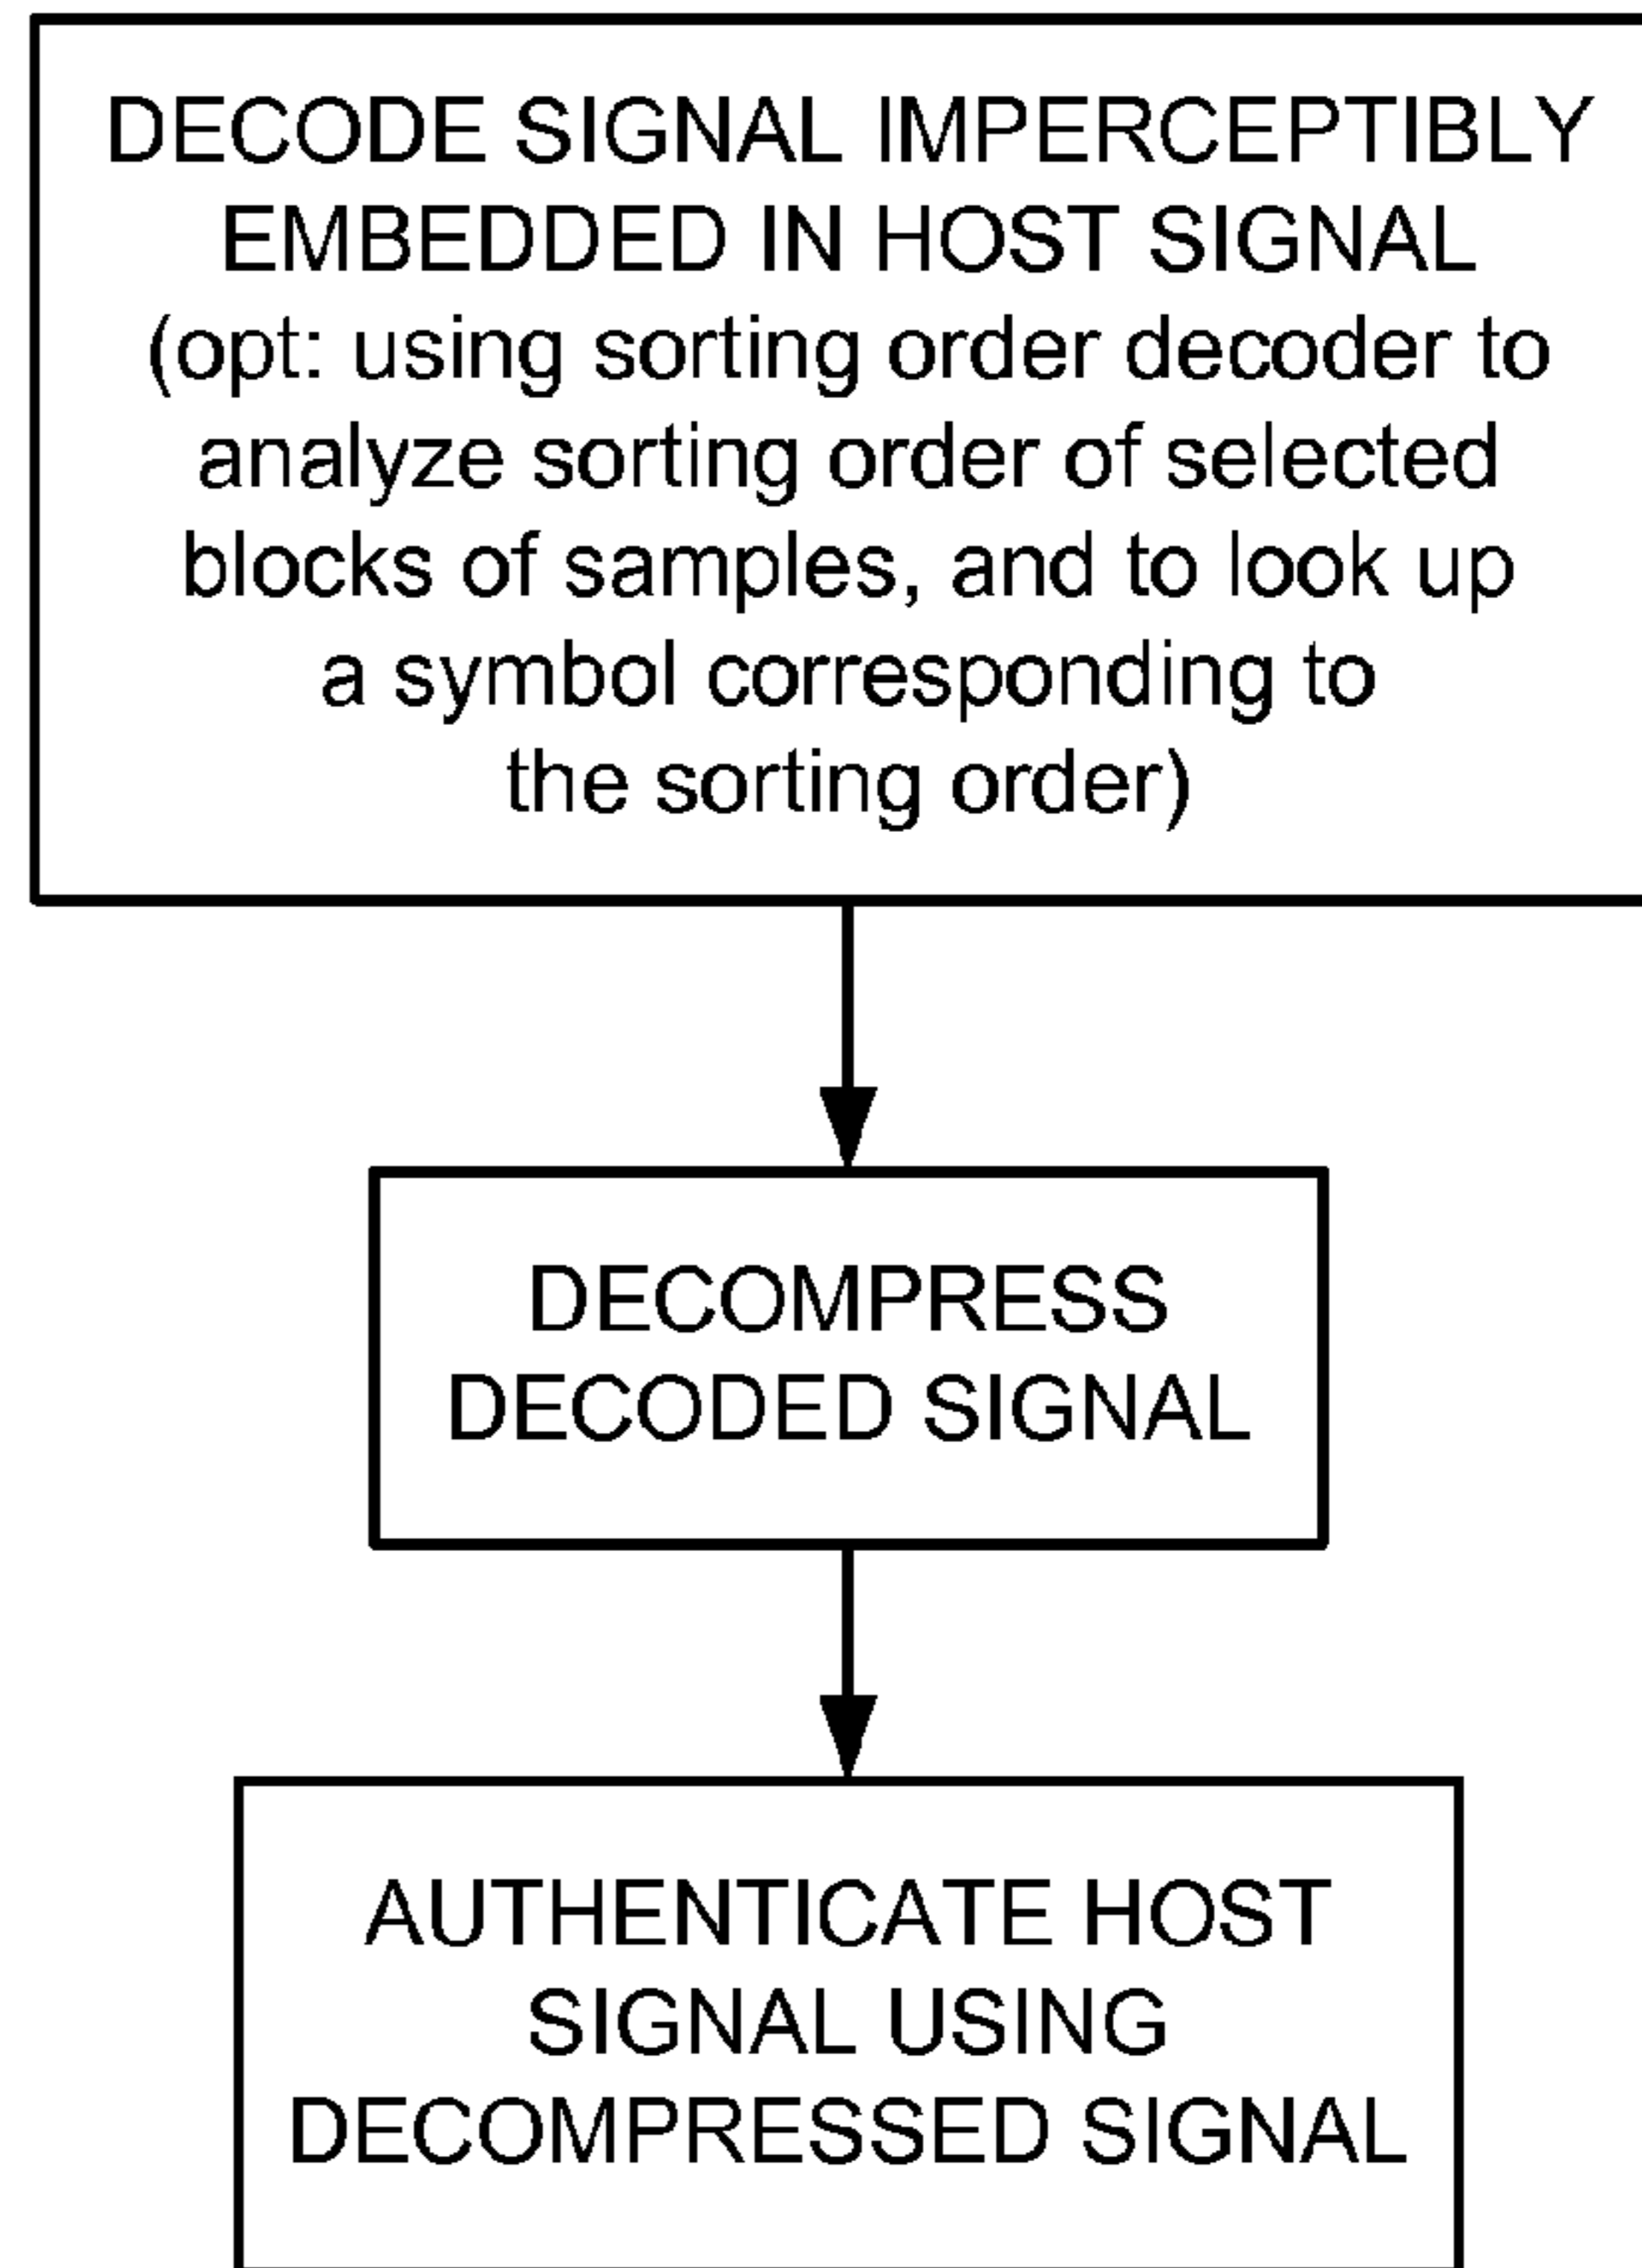 DECODE SIGNAL IMPERCEPTIBLY
EMBEDDED IN HOST SIGNAL
(opt: using sorting order decoder to
analyze sorting order of selected
blocks of samples, and to look up
a symbol corresponding to
the sorting order)
DECOMPRESS
DECODED SIGNAL
AUTHENTICATE HOST
SIGNAL USING
DECOMPRESSED SIGNAL